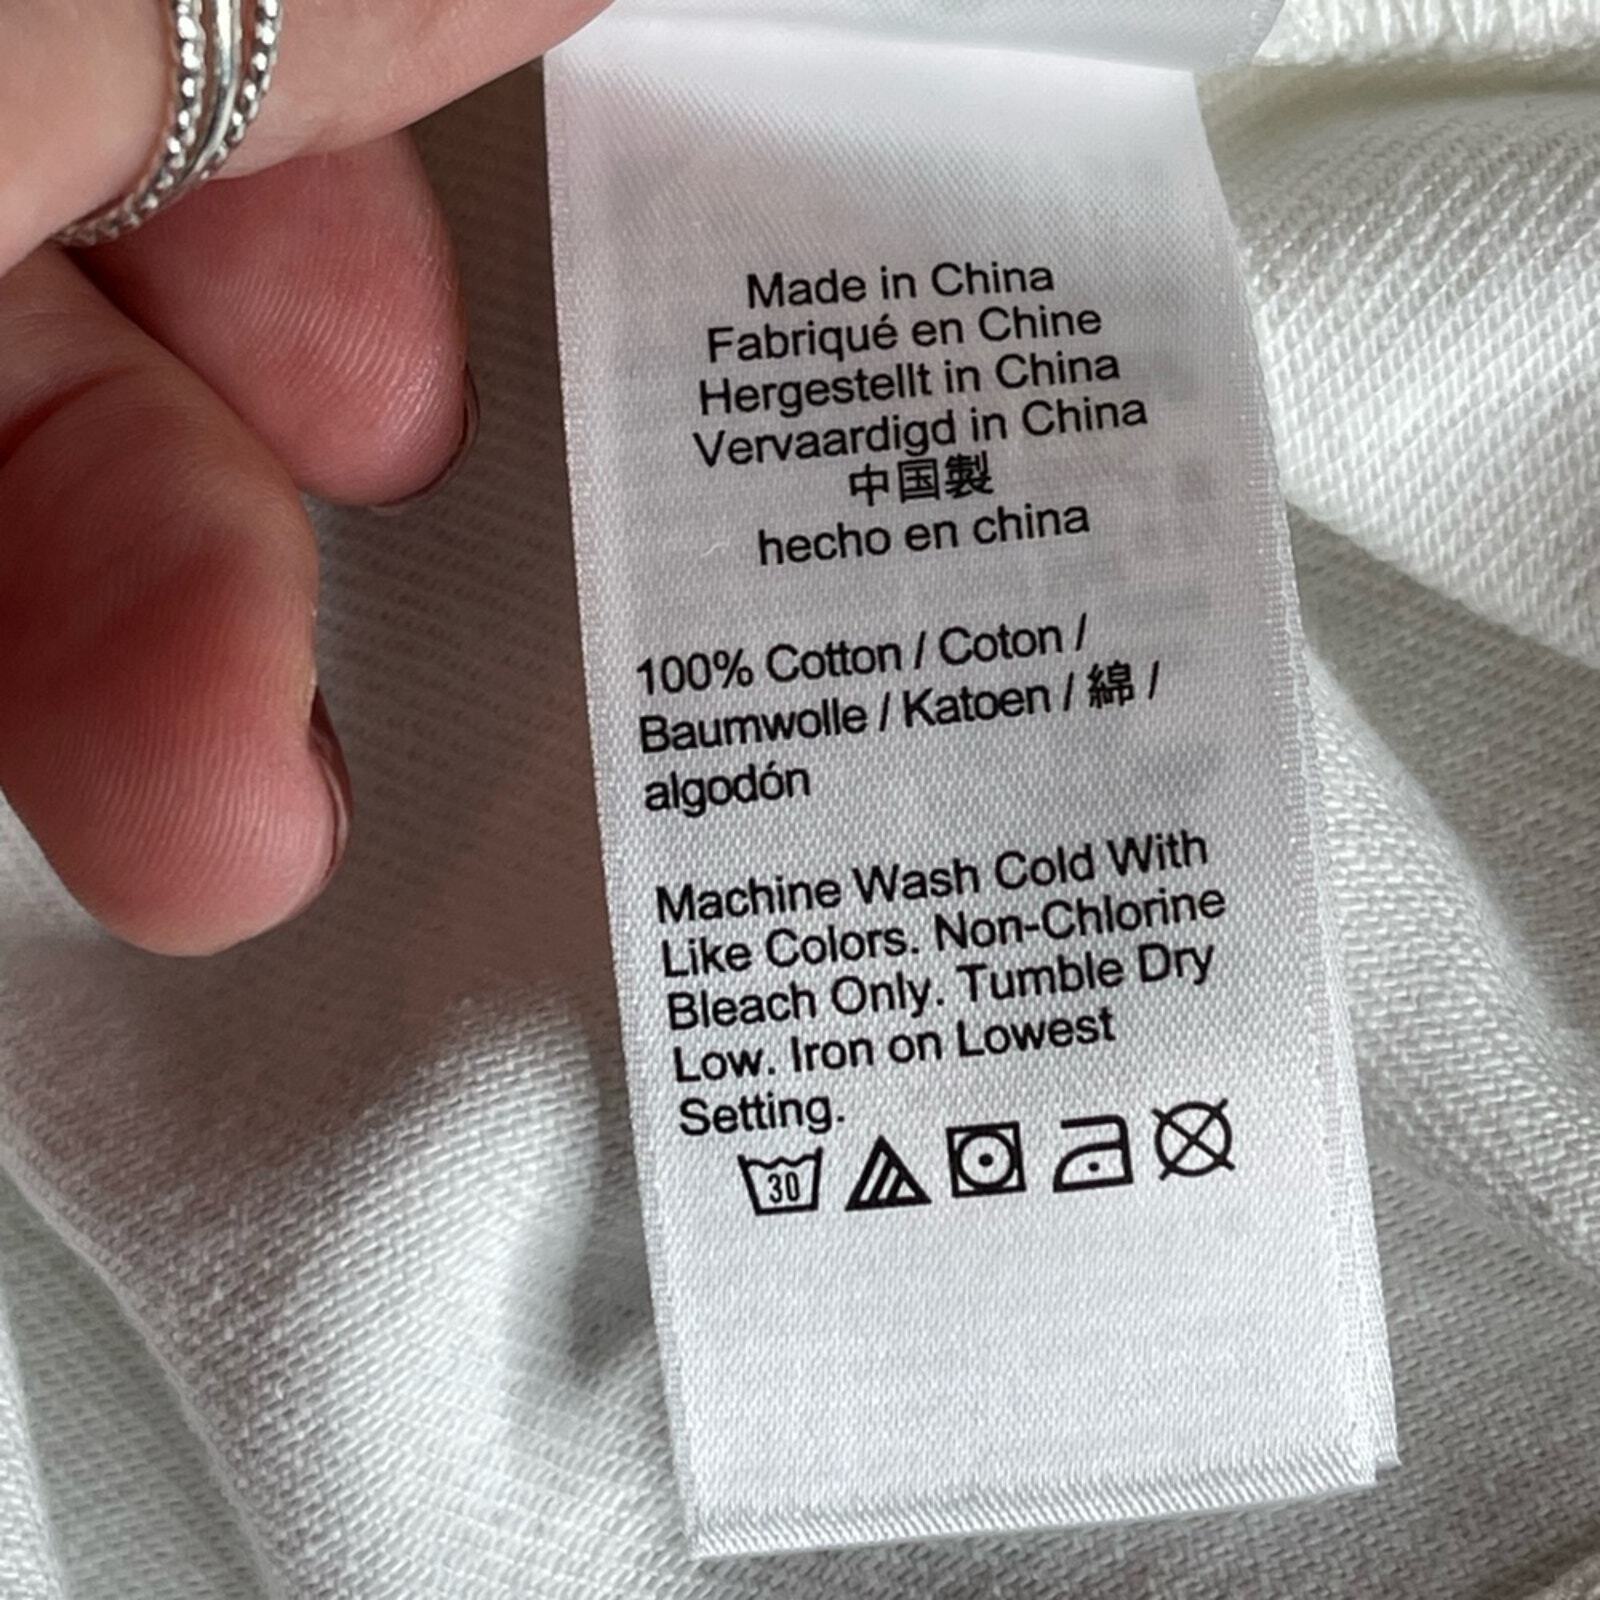 Made in China
Fabriqué en Chine
Hergestellt in China
Vervaardigd in China
中国製
hecho en china
100% Cotton / Coton /
Baumwolle / Katoen / 綿 /
algodón
Machine Wash Cold With
Like Colors. Non-Chlorine
Bleach Only. Tumble Dry
Low. Iron on Lowest
Setting.
30